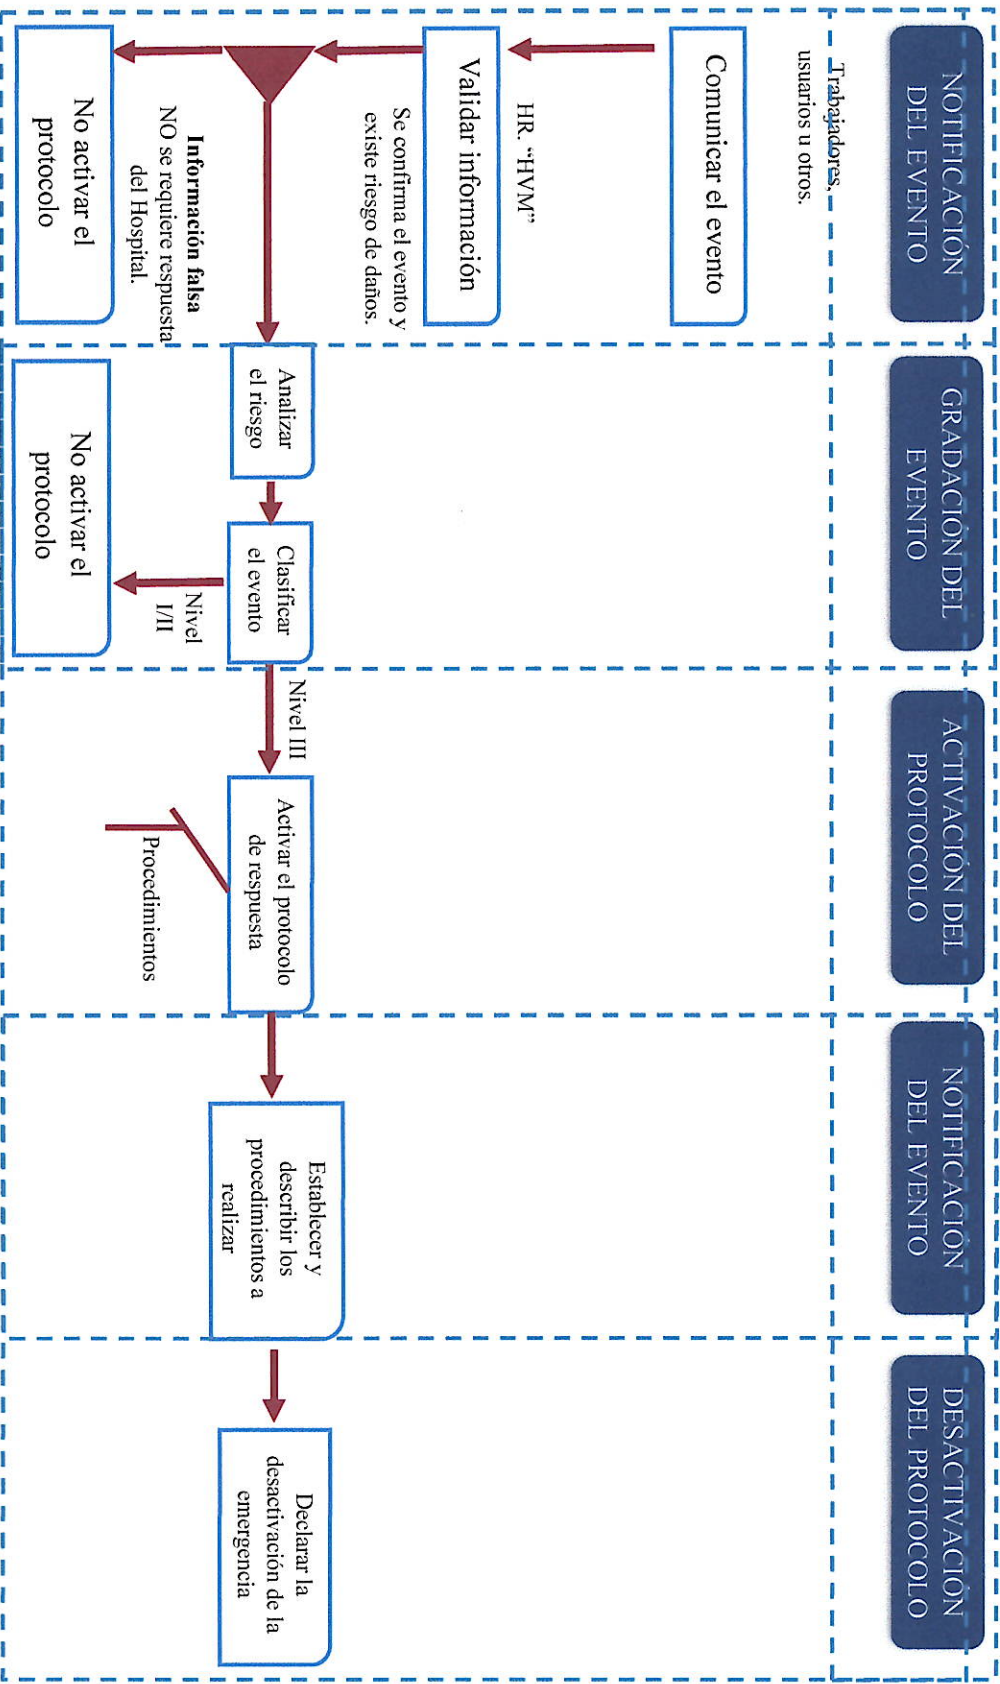 NOTIFICACIÓN
DEL EVENTO
GRADACIÓN DEL
EVENTO
ACTIVACIÓN DEL
PROTOCOLO
NOTIFICACIÓN
DEL EVENTO
DESACTIVACIÓN
DEL PROTOCOLO
Trabajadores,
usuarios u otros.
Comunicar el evento
HR. “HVM”
Validar información
Se confirma el evento y
existe riesgo de daños.
Información falsa
NO se requiere respuesta
del Hospital.
No activar el
protocolo
Analizar
el riesgo
Clasificar
el evento
Nivel
I/II
No activar el
protocolo
Nivel III
Activar el protocolo
de respuesta
Procedimientos
Establecer y
describir los
procedimientos a
realizar
Declarar la
desactivación de la
emergencia